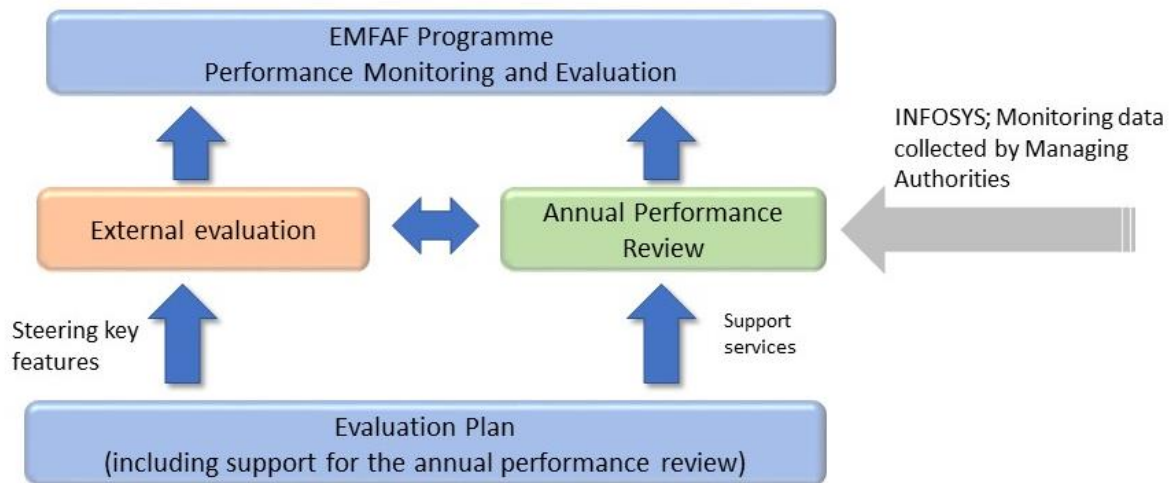 EMFAF Programme
Performance Monitoring and Evaluation
INFOSYS; Monitoring data
collected by Managing
Authorities
External evaluation
Annual Performance
Review
Steering key
features
Support
services
Evaluation Plan
(including support for the annual performance review)